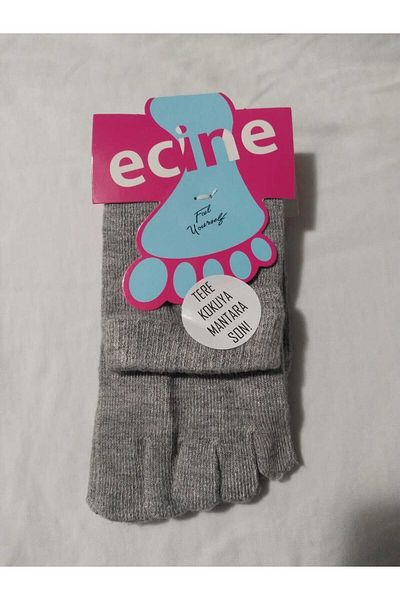 ecine
Feel
Yourself
TERE
KOKUYA
MANTARA
SON!